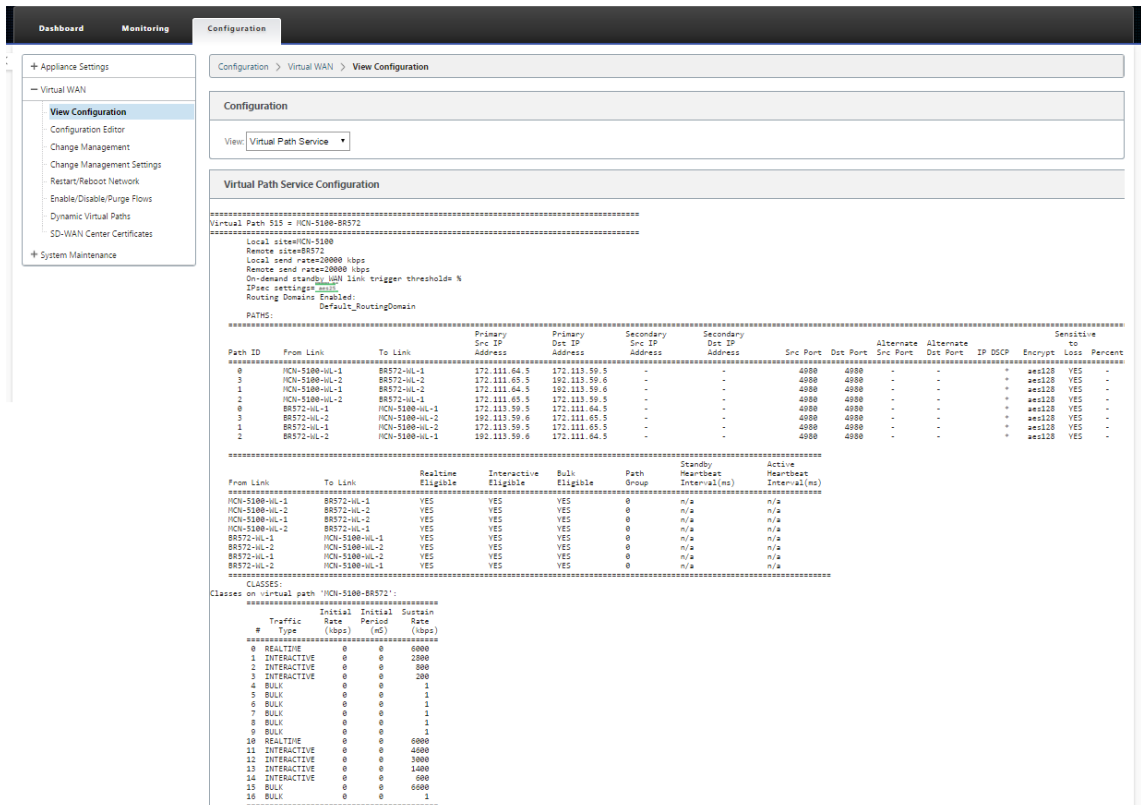 Dashboard Monitoring Configuration
+ Appliance Settings
− Virtual WAN
View Configuration
Configuration Editor
Change Management
Change Management Settings
Restart/Reboot Network
Enable/Disable/Purge Flows
Dynamic Virtual Paths
SD-WAN Center Certificates
+ System Maintenance
Configuration > Virtual WAN > View Configuration
Configuration
View: Virtual Path Service
Virtual Path Service Configuration
Virtual Path 515 = MCN-5100-BR572
Local site=MCN-5100
Remote site=BR572
Local send rate=20000 kbps
Remote send rate=20000 kbps
On-demand standby WAN link trigger threshold= %
IPsec settings=
Routing Domains Enabled:
Default_RoutingDomain
PATHS:
Primary Primary Secondary Secondary Sensitive
Src IP Dst IP Src IP Dst IP Alternate Alternate to
Path ID From Link To Link Address Address Address Address Src Port Dst Port Src Port Dst Port IP DSCP Encrypt Loss Percent
0 MCN-5100-WL-1 BR572-WL-1 172.111.64.5 172.113.59.5 - - 4980 4980 - - * aes128 YES -
3 MCN-5100-WL-2 BR572-WL-2 172.111.65.5 192.113.59.6 - - 4980 4980 - - * aes128 YES -
1 MCN-5100-WL-1 BR572-WL-2 172.111.64.5 192.113.59.6 - - 4980 4980 - - * aes128 YES -
2 MCN-5100-WL-2 BR572-WL-1 172.111.65.5 172.113.59.5 - - 4980 4980 - - * aes128 YES -
0 BR572-WL-1 MCN-5100-WL-1 172.113.59.5 172.111.64.5 - - 4980 4980 - - * aes128 YES -
3 BR572-WL-2 MCN-5100-WL-2 192.113.59.6 172.111.65.5 - - 4980 4980 - - * aes128 YES -
1 BR572-WL-1 MCN-5100-WL-2 172.113.59.5 172.111.65.5 - - 4980 4980 - - * aes128 YES -
2 BR572-WL-2 MCN-5100-WL-1 192.113.59.6 172.111.64.5 - - 4980 4980 - - * aes128 YES -
Standby Active
Realtime Interactive Bulk Path Heartbeat Heartbeat
From Link To Link Eligible Eligible Eligible Group Interval(ms) Interval(ms)
MCN-5100-WL-1 BR572-WL-1 YES YES YES 0 n/a n/a
MCN-5100-WL-2 BR572-WL-2 YES YES YES 0 n/a n/a
MCN-5100-WL-1 BR572-WL-2 YES YES YES 0 n/a n/a
MCN-5100-WL-2 BR572-WL-1 YES YES YES 0 n/a n/a
BR572-WL-1 MCN-5100-WL-1 YES YES YES 0 n/a n/a
BR572-WL-2 MCN-5100-WL-2 YES YES YES 0 n/a n/a
BR572-WL-1 MCN-5100-WL-2 YES YES YES 0 n/a n/a
BR572-WL-2 MCN-5100-WL-1 YES YES YES 0 n/a n/a
CLASSES:
Classes on virtual path 'MCN-5100-BR572':
Initial Initial Sustain
Traffic Rate Period Rate
# Type (kbps) (mS) (kbps)
0 REALTIME 0 0 6000
1 INTERACTIVE 0 0 2800
2 INTERACTIVE 0 0 800
3 INTERACTIVE 0 0 200
4 BULK 0 0 1
5 BULK 0 0 1
6 BULK 0 0 1
7 BULK 0 0 1
8 BULK 0 0 1
9 BULK 0 0 1
10 REALTIME 0 0 6000
11 INTERACTIVE 0 0 4600
12 INTERACTIVE 0 0 3000
13 INTERACTIVE 0 0 1400
14 INTERACTIVE 0 0 600
15 BULK 0 0 6600
16 BULK 0 0 1